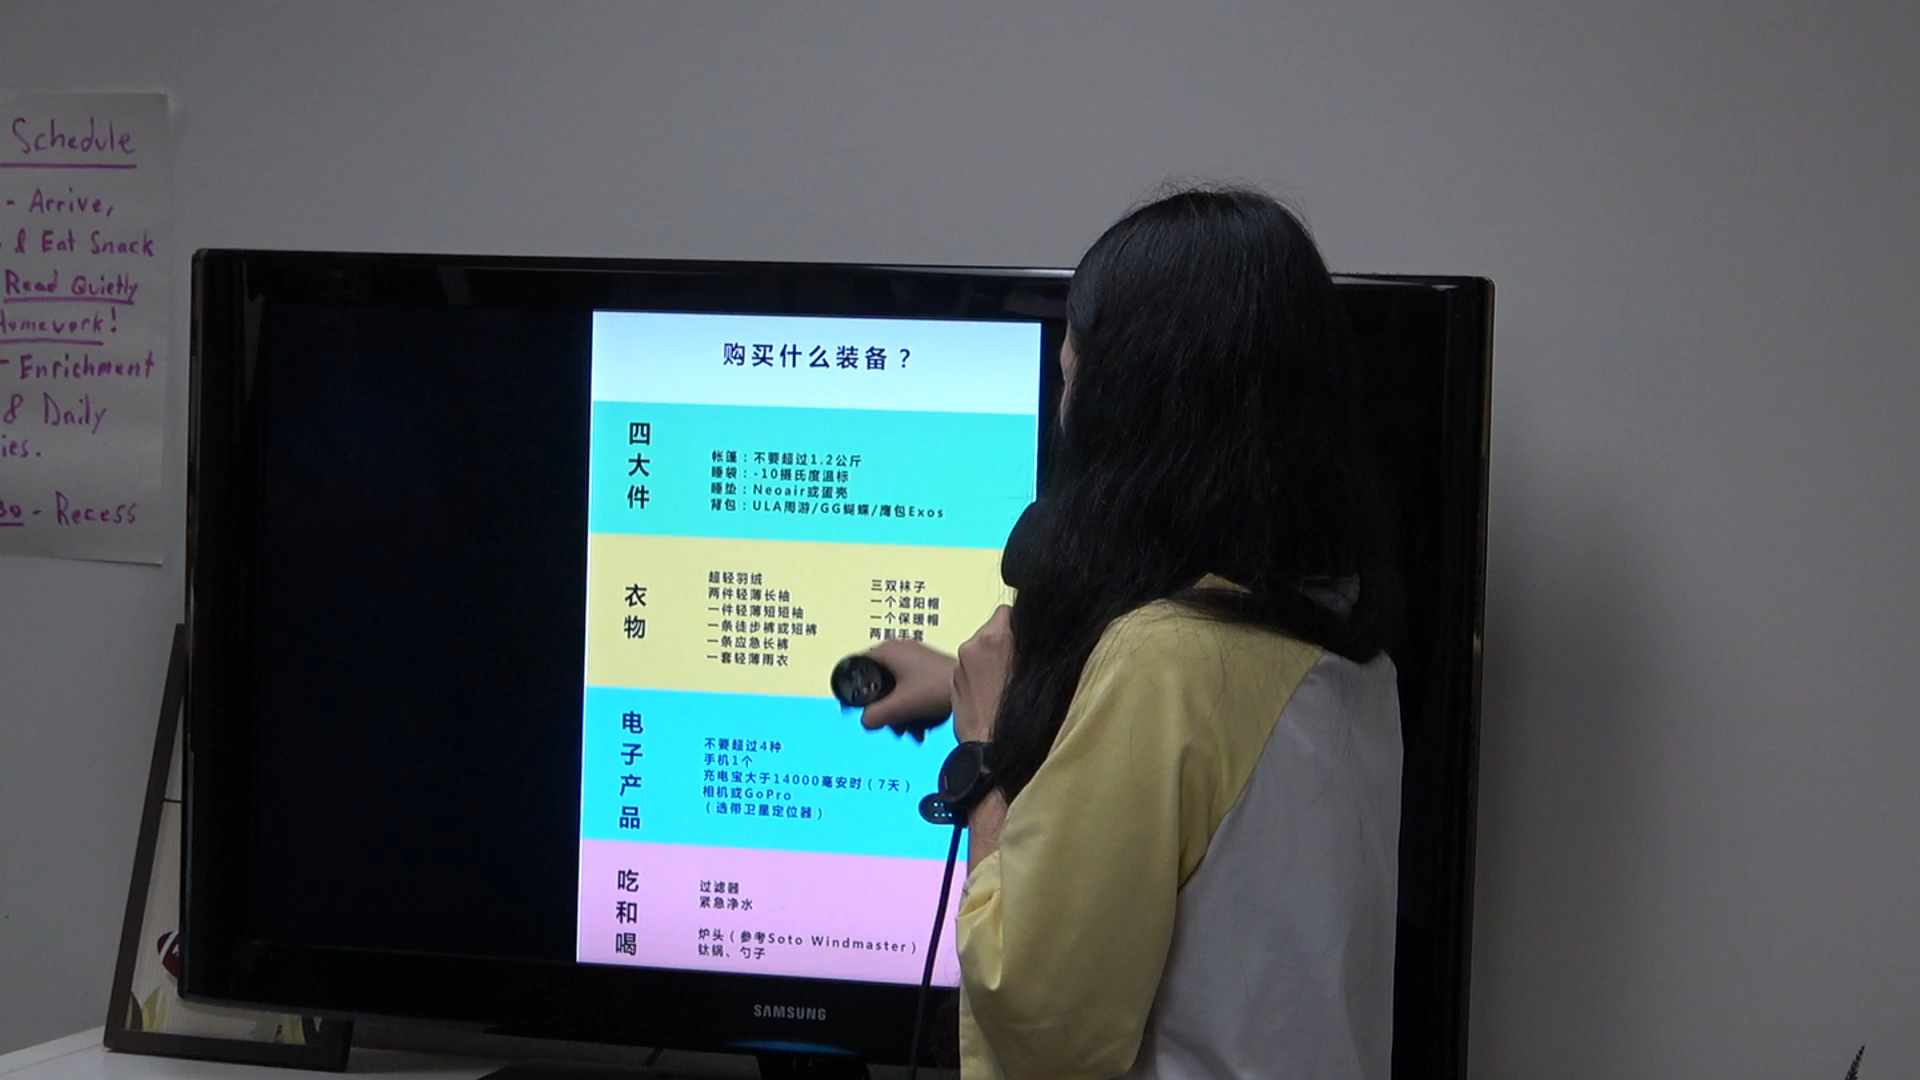 Schedule
- Arrive,
& Eat Snack
Read Quietly
Homework!
- Enrichment
& Daily
ies.
30 - Recess
购买什么装备？
四大件
帐篷：不要超过1.2公斤
睡袋：-10摄氏度温标
睡垫：Neoair或蛋壳
背包：ULA周游/GG蝴蝶/鹰包Exos
衣物
超轻羽绒
两件轻薄长袖
一件轻薄短短袖
一条徒步裤或短裤
一条应急长裤
一套轻薄雨衣
三双袜子
一个遮阳帽
一个保暖帽
两副手套
电子产品
不要超过4种
手机1个
充电宝大于14000毫安时（7天）
相机或GoPro
（选带卫星定位器）
吃和喝
过滤器
紧急净水
炉头（参考Soto Windmaster）
钛锅、勺子
SAMSUNG